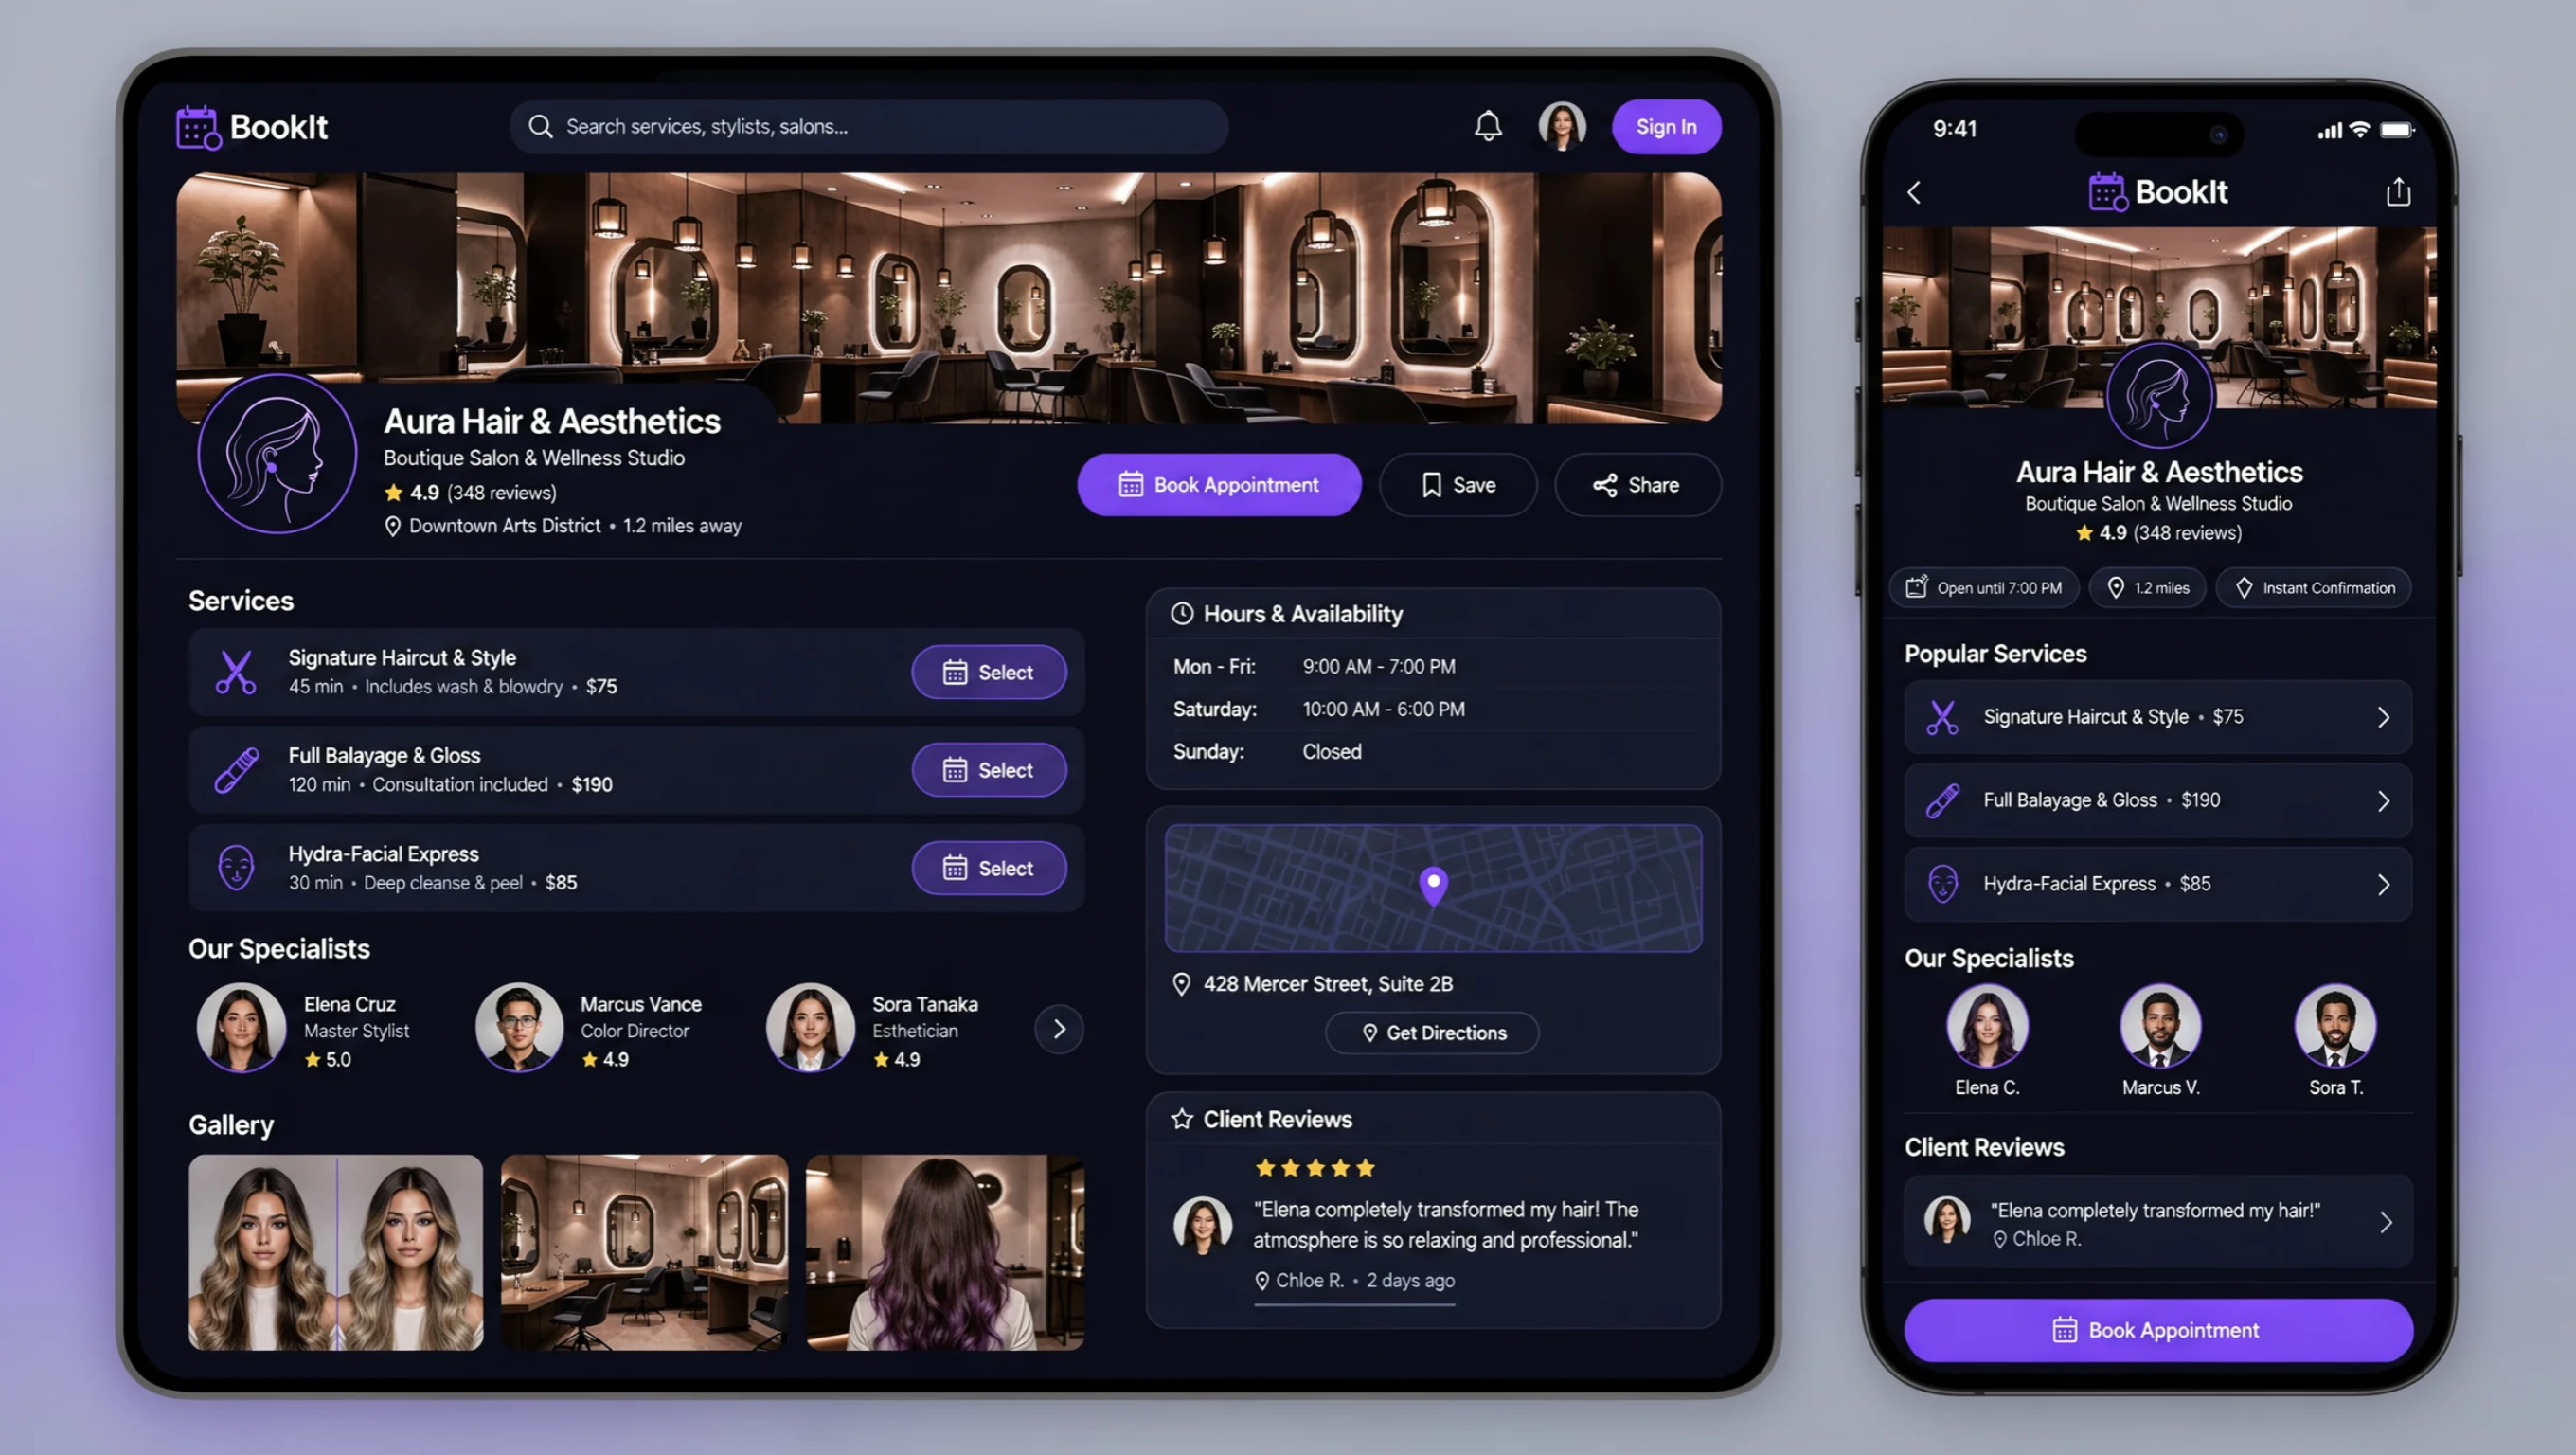 BookIt
Search services, stylists, salons...
Sign In
Aura Hair & Aesthetics
Boutique Salon & Wellness Studio
4.9 (348 reviews)
Downtown Arts District • 1.2 miles away
Book Appointment
Save
Share
Services
Signature Haircut & Style
45 min • Includes wash & blowdry • $75
Select
Full Balayage & Gloss
120 min • Consultation included • $190
Select
Hydra-Facial Express
30 min • Deep cleanse & peel • $85
Select
Our Specialists
Elena Cruz
Master Stylist
5.0
Marcus Vance
Color Director
4.9
Sora Tanaka
Esthetician
4.9
Gallery
Hours & Availability
Mon - Fri: 9:00 AM - 7:00 PM
Saturday: 10:00 AM - 6:00 PM
Sunday: Closed
428 Mercer Street, Suite 2B
Get Directions
Client Reviews
"Elena completely transformed my hair! The
atmosphere is so relaxing and professional."
Chloe R. • 2 days ago
9:41
BookIt
Aura Hair & Aesthetics
Boutique Salon & Wellness Studio
4.9 (348 reviews)
Open until 7:00 PM
1.2 miles
Instant Confirmation
Popular Services
Signature Haircut & Style • $75
Full Balayage & Gloss • $190
Hydra-Facial Express • $85
Our Specialists
Elena C.
Marcus V.
Sora T.
Client Reviews
"Elena completely transformed my hair!"
Chloe R.
Book Appointment